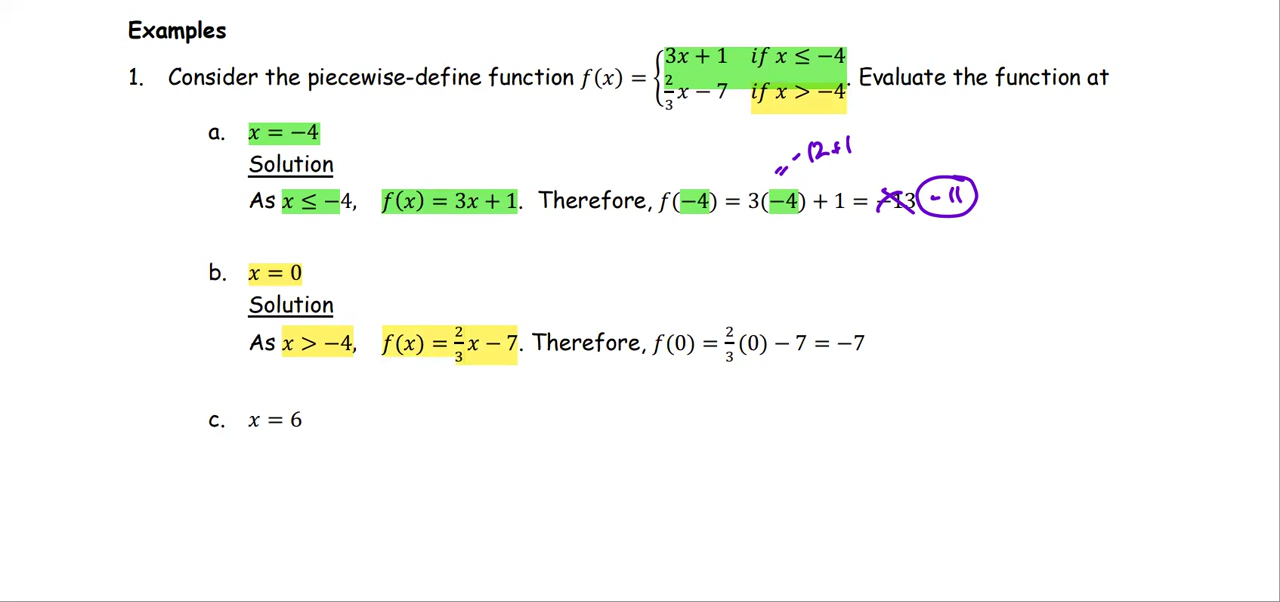 Examples
1. Consider the piecewise-define function f(x) = { 3x + 1 if x ≤ −4
2/3 x − 7 if x > −4 . Evaluate the function at
a. x = −4
Solution
= -12+1
As x ≤ −4, f(x) = 3x + 1. Therefore, f(−4) = 3(−4) + 1 = −13 -11
b. x = 0
Solution
As x > −4, f(x) = 2/3 x − 7. Therefore, f(0) = 2/3 (0) − 7 = −7
c. x = 6